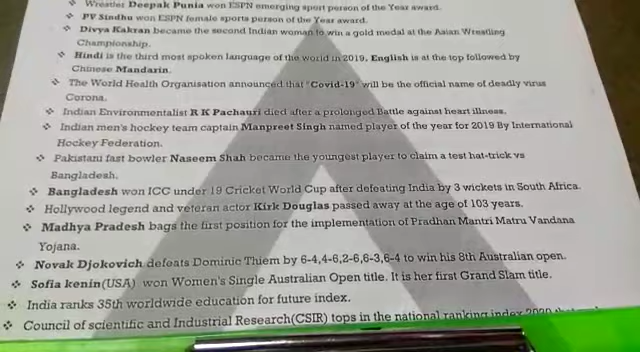 ❖ Wrestler Deepak Punia won ESPN emerging sport person of the Year award.
❖ PV Sindhu won ESPN female sports person of the Year award.
❖ Divya Kakran became the second Indian woman to win a gold medal at the Asian Wrestling
Championship.
❖ Hindi is the third most spoken language of the world in 2019, English is at the top followed by
Chinese Mandarin.
❖ The World Health Organisation announced that "Covid-19" will be the official name of deadly virus
Corona.
❖ Indian Environmentalist R K Pachauri died after a prolonged Battle against heart illness.
❖ Indian men's hockey team captain Manpreet Singh named player of the year for 2019 By International
Hockey Federation.
❖ Pakistani fast bowler Naseem Shah became the youngest player to claim a test hat-trick vs
Bangladesh.
❖ Bangladesh won ICC under 19 Cricket World Cup after defeating India by 3 wickets in South Africa.
❖ Hollywood legend and veteran actor Kirk Douglas passed away at the age of 103 years.
❖ Madhya Pradesh bags the first position for the implementation of Pradhan Mantri Matru Vandana
Yojana.
❖ Novak Djokovich defeats Dominic Thiem by 6-4,4-6,2-6,6-3,6-4 to win his 8th Australian open.
❖ Sofia kenin(USA) won Women's Single Australian Open title. It is her first Grand Slam title.
❖ India ranks 35th worldwide education for future index.
❖ Council of scientific and Industrial Research(CSIR) tops in the national ranking index 2020